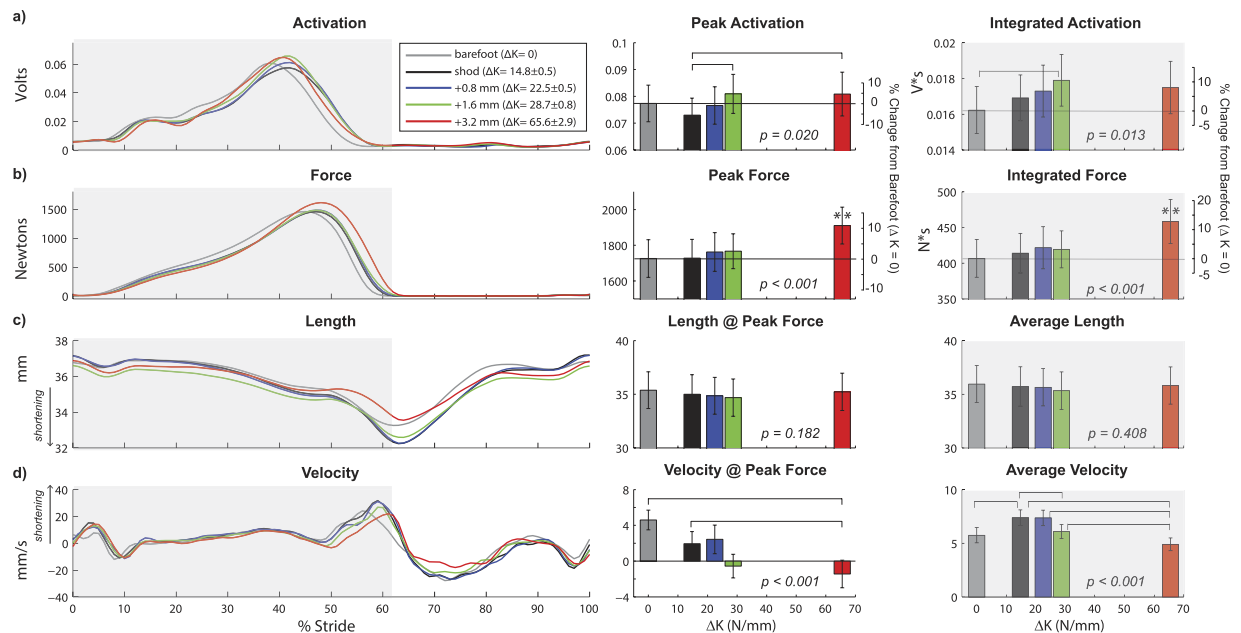 a)
Activation
Peak Activation
Integrated Activation
Volts
0.06
0.04
0.02
0
barefoot (ΔK= 0)
shod (ΔK= 14.8±0.5)
+0.8 mm (ΔK= 22.5±0.5)
+1.6 mm (ΔK= 28.7±0.8)
+3.2 mm (ΔK= 65.6±2.9)
0.1
0.09
0.08
0.07
0.06
p = 0.020
10
5
0
-5
-10
% Change from Barefoot (Δ K = 0)
V*s
0.02
0.018
0.016
0.014
p = 0.013
10
5
0
-5
% Change from Barefoot (Δ K = 0)
b)
Force
Peak Force
Integrated Force
Newtons
1500
1000
500
0
2000
1800
1600
**
p < 0.001
10
0
-10
N*s
500
450
400
350
**
p < 0.001
20
10
0
-5
c)
Length
Length @ Peak Force
Average Length
mm
shortening
38
36
34
32
40
35
30
p = 0.182
40
35
30
p = 0.408
d)
Velocity
Velocity @ Peak Force
Average Velocity
mm/s
shortening
40
20
0
−20
−40
0 10 20 30 40 50 60 70 80 90 100
% Stride
8
4
0
−4
p < 0.001
0 10 20 30 40 50 60 70
ΔK (N/mm)
10
5
0
p < 0.001
0 10 20 30 40 50 60 70
ΔK (N/mm)